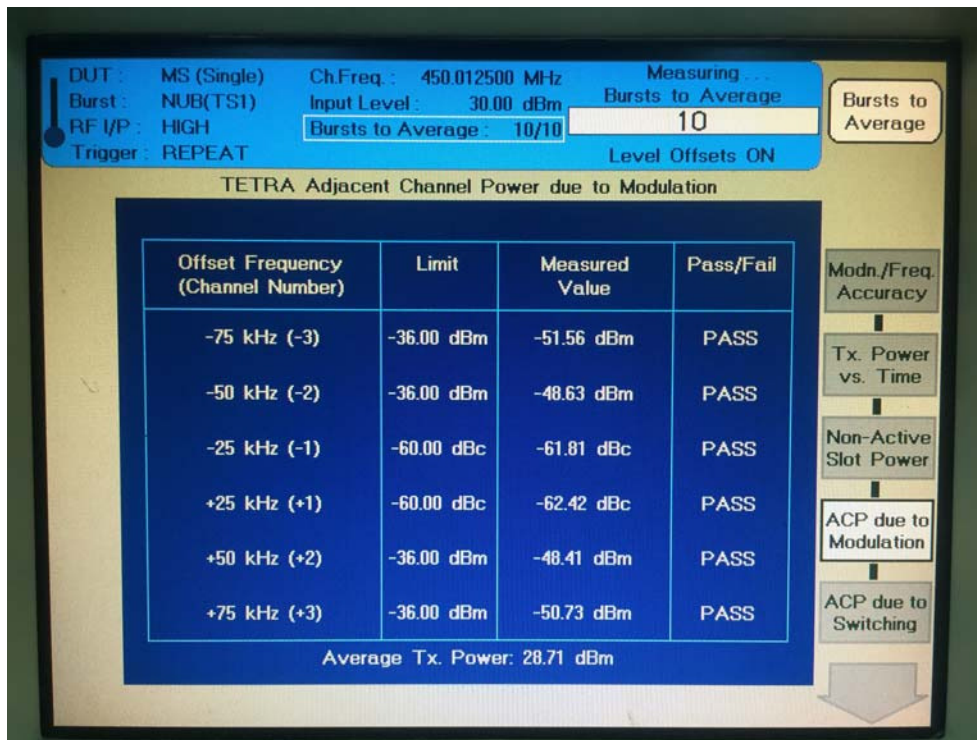 DUT : MS (Single) Ch.Freq. : 450.012500 MHz Measuring . . .
Burst : NUB(TS1) Input Level : 30.00 dBm Bursts to Average
RF I/P : HIGH Bursts to Average : 10/10 10
Trigger : REPEAT Level Offsets ON
Bursts to
Average
TETRA Adjacent Channel Power due to Modulation
Offset Frequency Limit Measured Pass/Fail
(Channel Number) Value
-75 kHz (-3) -36.00 dBm -51.56 dBm PASS
-50 kHz (-2) -36.00 dBm -48.63 dBm PASS
-25 kHz (-1) -60.00 dBc -61.81 dBc PASS
+25 kHz (+1) -60.00 dBc -62.42 dBc PASS
+50 kHz (+2) -36.00 dBm -48.41 dBm PASS
+75 kHz (+3) -36.00 dBm -50.73 dBm PASS
Average Tx. Power: 28.71 dBm
Modn./Freq.
Accuracy
Tx. Power
vs. Time
Non-Active
Slot Power
ACP due to
Modulation
ACP due to
Switching